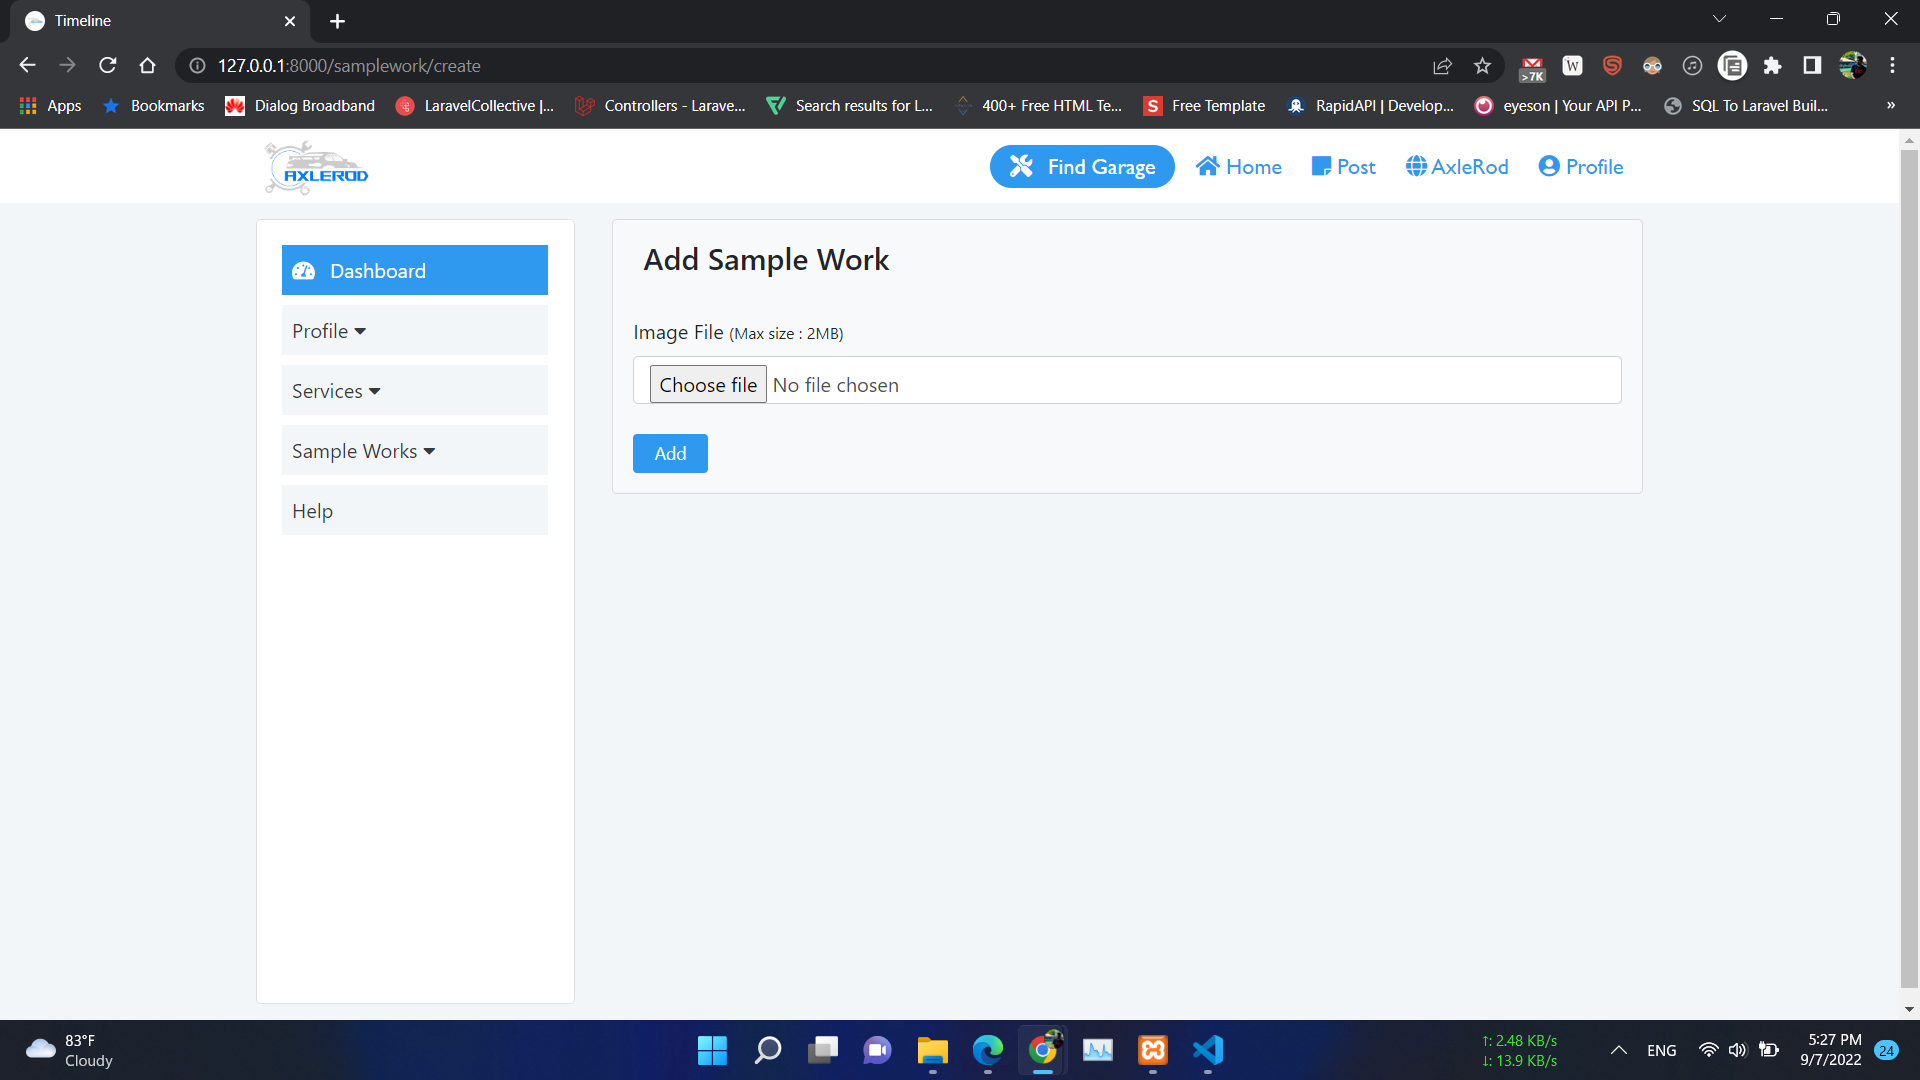 Timeline
127.0.0.1:8000/samplework/create
>7K
W
Apps
Bookmarks
Dialog Broadband
LaravelCollective |...
Controllers - Larave...
Search results for L...
400+ Free HTML Te...
S
Free Template
RapidAPI | Develop...
eyeson | Your API P...
SQL To Laravel Buil...
»
AXLEROD
Find Garage
Home
Post
AxleRod
Profile
Dashboard
Profile
Services
Sample Works
Help
Add Sample Work
Image File (Max size : 2MB)
Choose file No file chosen
Add
83°F
Cloudy
↑: 2.48 KB/s
↓: 13.9 KB/s
ENG
5:27 PM
9/7/2022
24